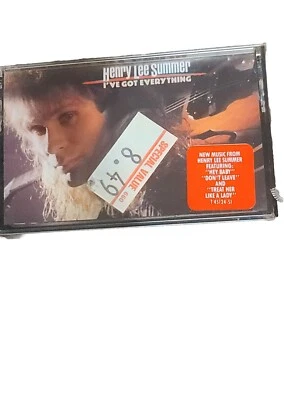 Henry Lee Summer
I'VE GOT EVERYTHING
SPECIAL VALUE
8.49
NEW MUSIC FROM
HENRY LEE SUMMER
FEATURING:
"HEY BABY"
"DON'T LEAVE"
AND
"TREAT HER
LIKE A LADY"